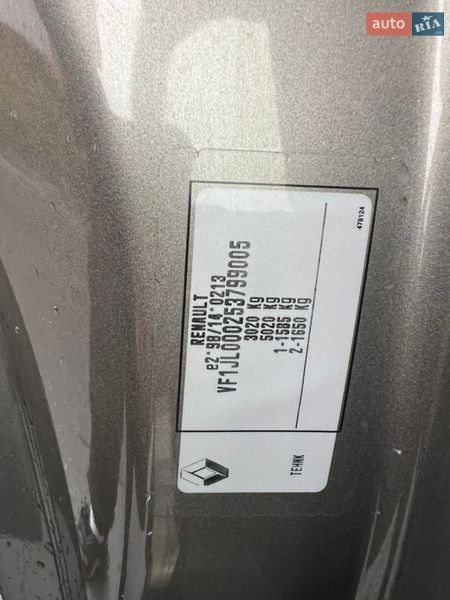 auto RIA
RENAULT
e2*98/14*0213
VF1JL000253799005
3020 Kg
5020 Kg
1-1585 Kg
2-1650 Kg
478124
TEHNK